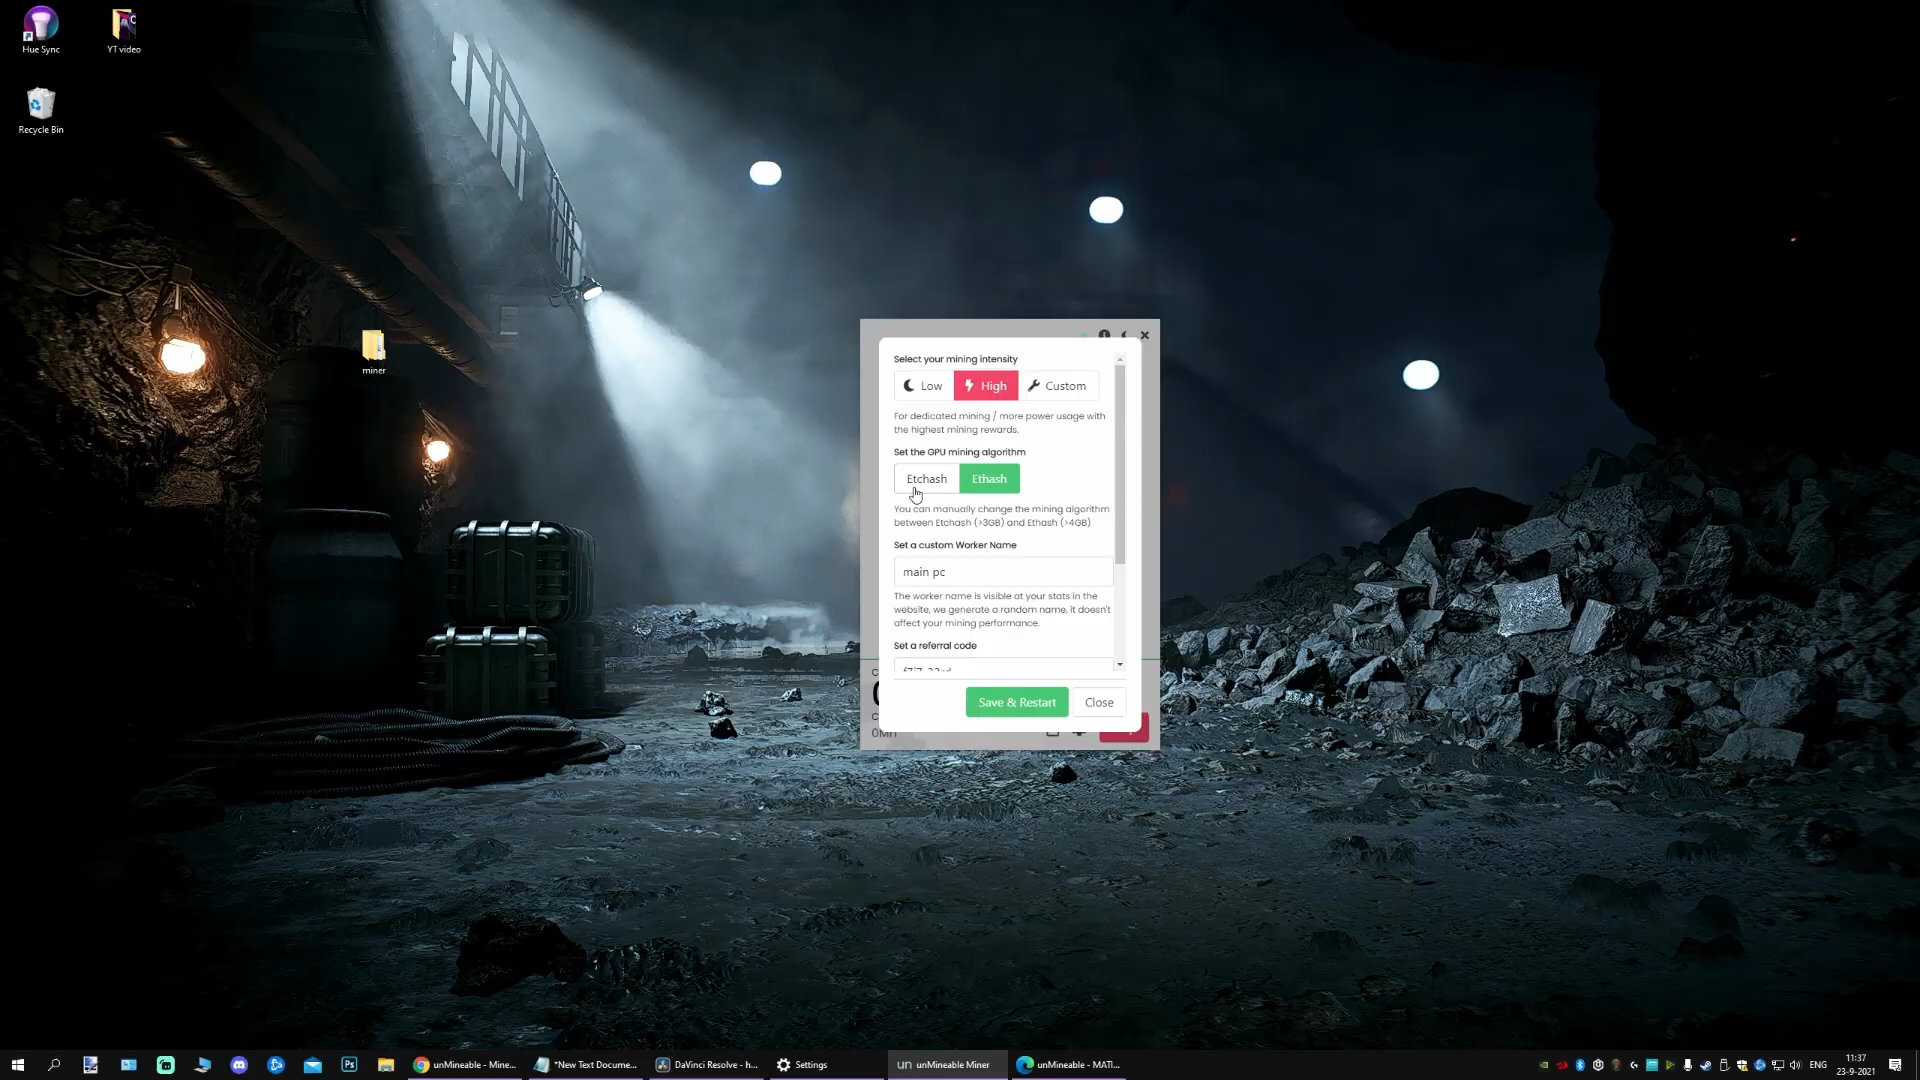 Hue Sync
YT video
Recycle Bin
miner
Select your mining intensity
Low
High
Custom
For dedicated mining / more power usage with
the highest mining rewards.
Set the GPU mining algorithm
Etchash
Ethash
You can manually change the mining algorithm
between Etchash (>3GB) and Ethash (>4GB)
Set a custom Worker Name
main pc
The worker name is visible at your stats in the
website, we generate a random name, it doesn't
affect your mining performance.
Set a referral code
Save & Restart
Close
unMineable - Mine...
*New Text Docume...
DaVinci Resolve - h...
Settings
un unMineable Miner
unMineable - MATI...
ENG
11:37
23-9-2021